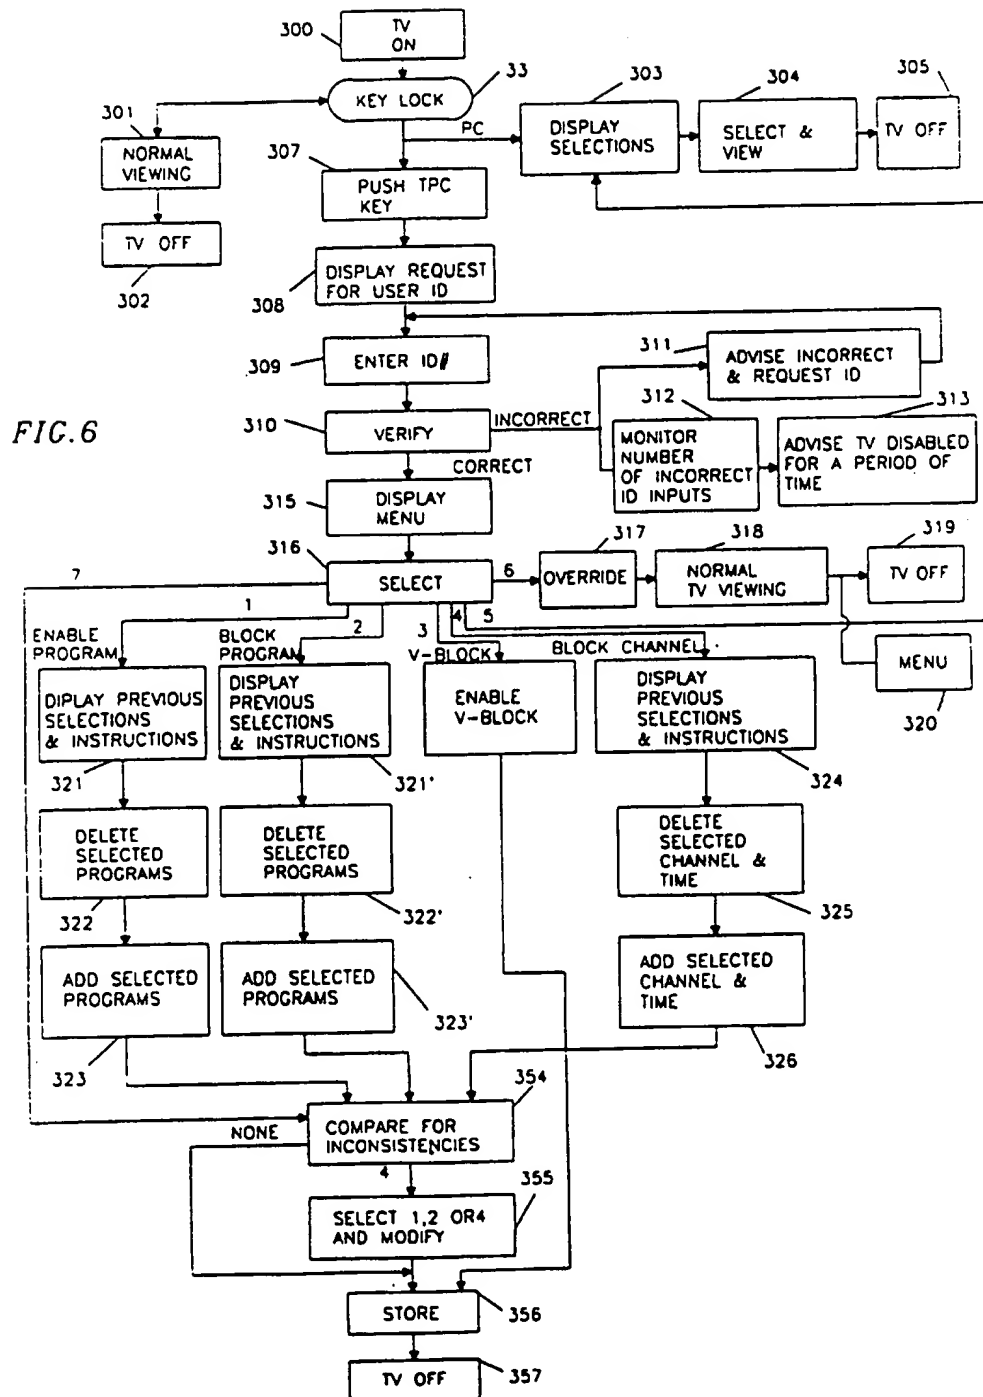 300
TV
ON
33
KEY LOCK
303
304
305
301
PC
DISPLAY
SELECTIONS
SELECT &
VIEW
TV OFF
NORMAL
VIEWING
307
PUSH TPC
KEY
TV OFF
302
DISPLAY REQUEST
FOR USER ID
308
311
ADVISE INCORRECT
& REQUEST ID
ENTER ID#
309
312
313
FIG.6
310
VERIFY
INCORRECT
MONITOR
NUMBER
OF INCORRECT
ID INPUTS
ADVISE TV DISABLED
FOR A PERIOD OF
TIME
CORRECT
315
DISPLAY
MENU
316
317
318
319
7
SELECT
6
OVERRIDE
NORMAL
TV VIEWING
TV OFF
1
2
3
4
5
ENABLE
PROGRAM
BLOCK
PROGRAM
V-BLOCK
BLOCK CHANNEL
MENU
320
DIPLAY PREVIOUS
SELECTIONS
& INSTRUCTIONS
DISPLAY
PREVIOUS
SELECTIONS
& INSTRUCTIONS
ENABLE
V-BLOCK
DISPLAY
PREVIOUS
SELECTIONS
& INSTRUCTIONS
321
321'
324
DELETE
SELECTED
PROGRAMS
DELETE
SELECTED
PROGRAMS
DELETE
SELECTED
CHANNEL &
TIME
322
322'
325
ADD SELECTED
PROGRAMS
ADD SELECTED
PROGRAMS
ADD SELECTED
CHANNEL &
TIME
323
323'
326
354
NONE
COMPARE FOR
INCONSISTENCIES
4
355
SELECT 1,2 OR4
AND MODIFY
STORE
356
TV OFF
357